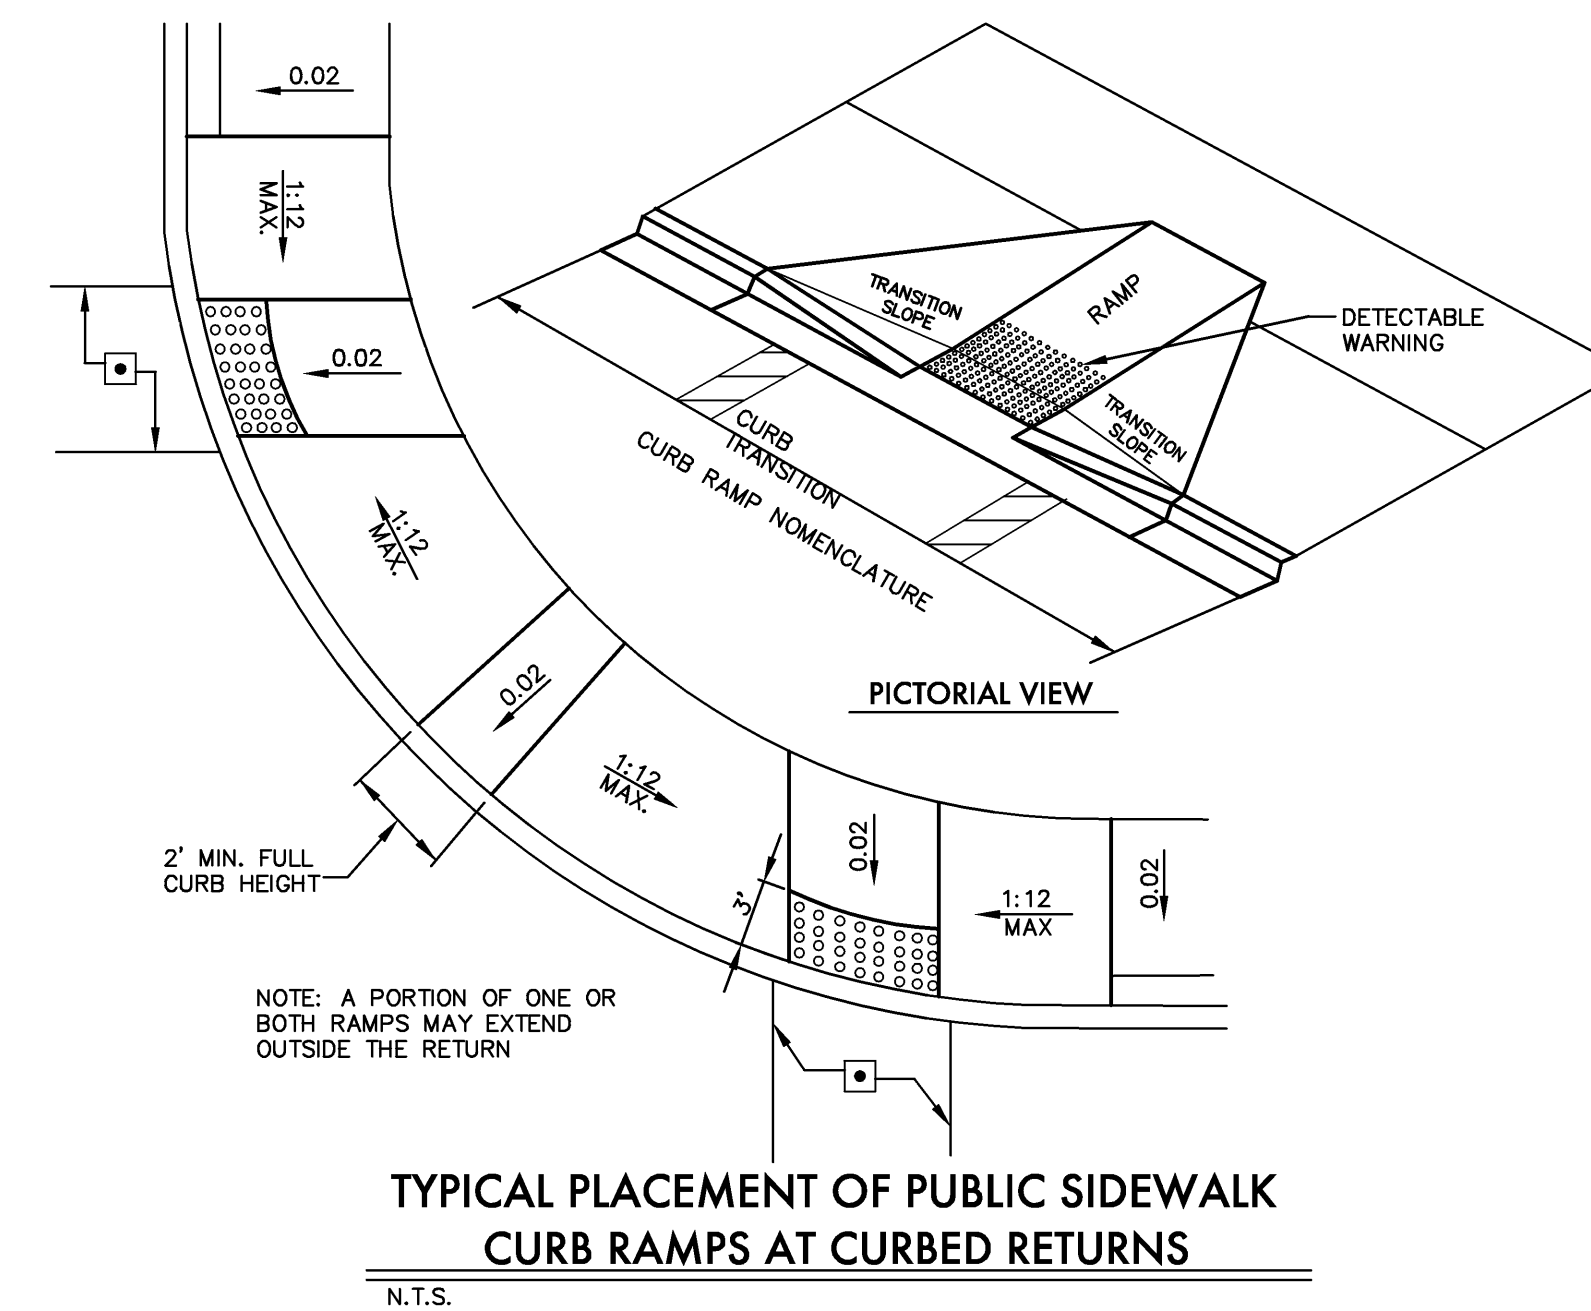 0.02
1:12
MAX.
0.02
1:12
MAX.
0.02
1:12
MAX.
2' MIN. FULL
CURB HEIGHT
3'
0.02
1:12
MAX
0.02
NOTE: A PORTION OF ONE OR
BOTH RAMPS MAY EXTEND
OUTSIDE THE RETURN
TRANSITION
SLOPE
RAMP
DETECTABLE
WARNING
TRANSITION
SLOPE
CURB
TRANSITION
CURB RAMP NOMENCLATURE
PICTORIAL VIEW
TYPICAL PLACEMENT OF PUBLIC SIDEWALK
CURB RAMPS AT CURBED RETURNS
N.T.S.